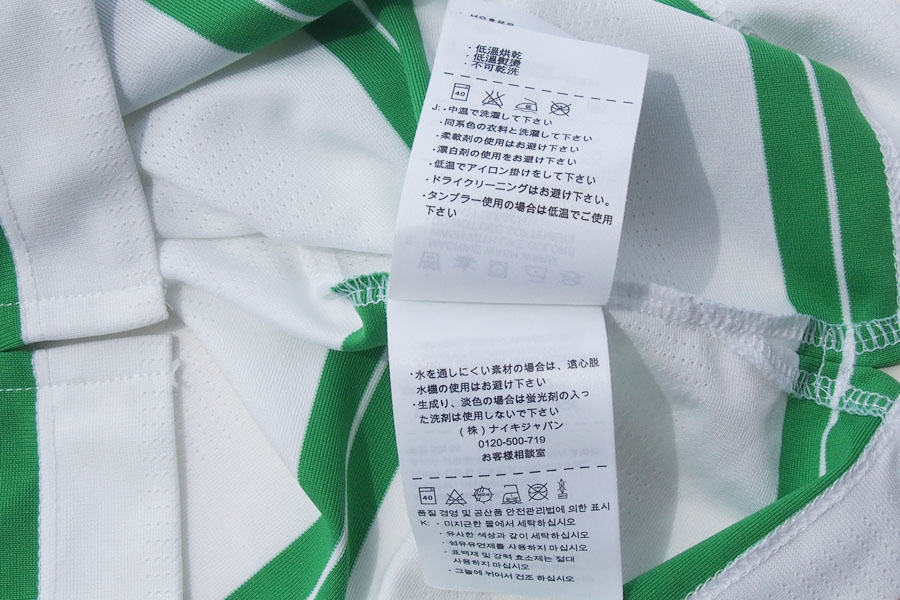 ・低溫烘乾
・低溫熨燙
・不可乾洗
40
J:・中温で洗濯して下さい
・同系色の衣料と洗濯して下さい
・柔軟剤の使用はお避け下さい
・漂白剤の使用をお避け下さい
・低温でアイロン掛けをして下さい
・ドライクリーニングはお避け下さい。
・タンブラー使用の場合は低温でご使用
下さい
・水を通しにくい素材の場合は、遠心脱
水機の使用はお避け下さい
・生成り、淡色の場合は蛍光剤の入っ
た洗剤は使用しないで下さい
(株)ナイキジャパン
0120-500-719
お客様相談室
40
품질 경영 및 공산품 안전관리법에 의한 표시
K: ・미지근한 물에서 세탁하십시오
・유사한 색상과 같이 세탁하십시오
・섬유유연제를 사용하지 마십시오
・표백제 및 강력 효소제는 절대
사용하지 마십시오
・그늘에 뉘어서 건조 하십시오